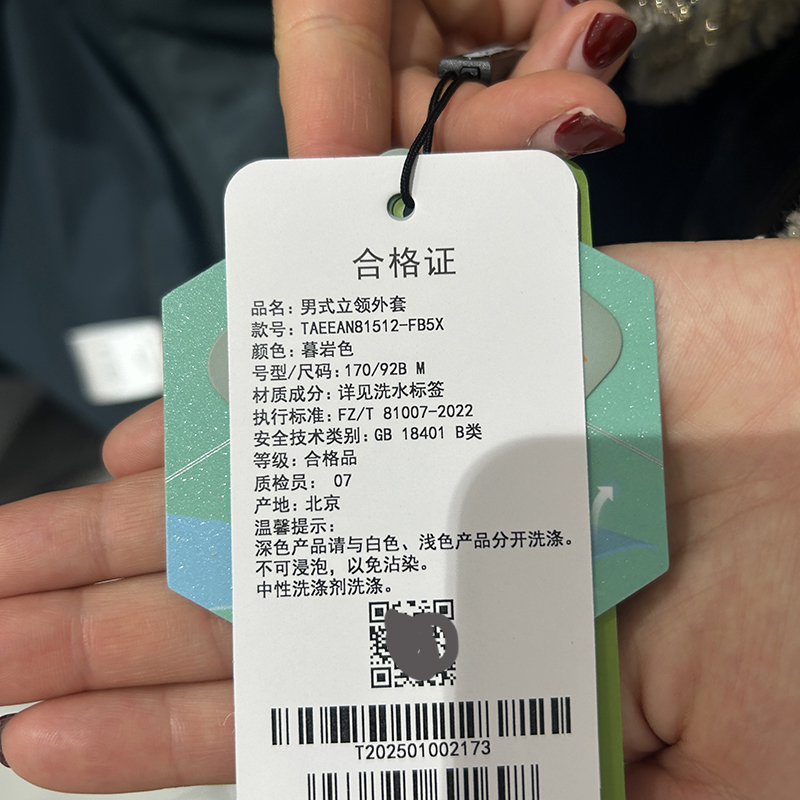 合格证
品名：男式立领外套
款号：TAEEAN81512-FB5X
颜色：暮岩色
号型/尺码：170/92B M
材质成分：详见洗水标签
执行标准：FZ/T 81007-2022
安全技术类别：GB 18401 B类
等级：合格品
质检员： 07
产地：北京
温馨提示：
深色产品请与白色、浅色产品分开洗涤。
不可浸泡，以免沾染。
中性洗涤剂洗涤。
T202501002173